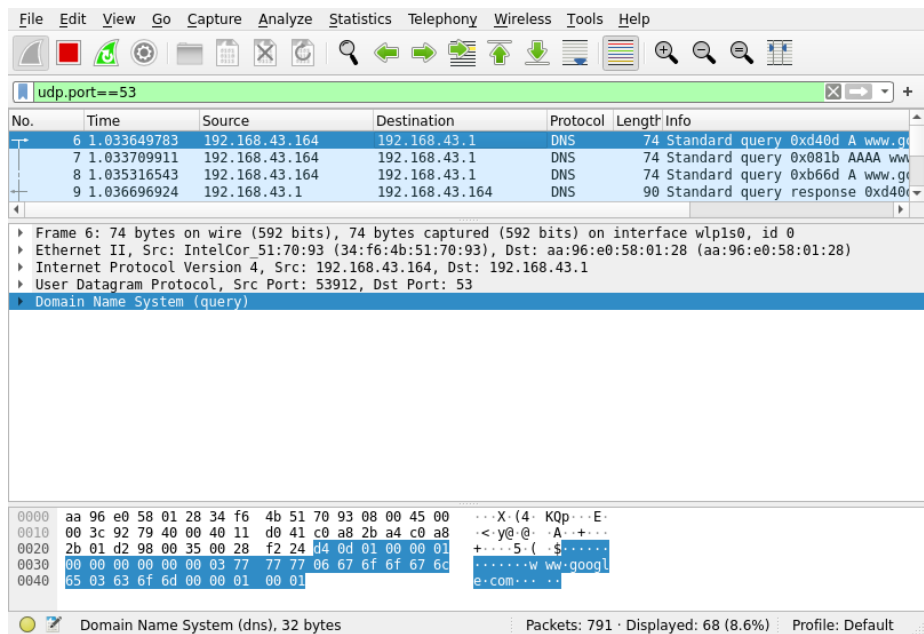 File Edit View Go Capture Analyze Statistics Telephony Wireless Tools Help
udp.port==53
No. Time Source Destination Protocol Length Info
6 1.033649783 192.168.43.164 192.168.43.1 DNS 74 Standard query 0xd40d A www.go
7 1.033709911 192.168.43.164 192.168.43.1 DNS 74 Standard query 0x081b AAAA www
8 1.035316543 192.168.43.164 192.168.43.1 DNS 74 Standard query 0xb66d A www.go
9 1.036696924 192.168.43.1 192.168.43.164 DNS 90 Standard query response 0xd40d
Frame 6: 74 bytes on wire (592 bits), 74 bytes captured (592 bits) on interface wlp1s0, id 0
Ethernet II, Src: IntelCor_51:70:93 (34:f6:4b:51:70:93), Dst: aa:96:e0:58:01:28 (aa:96:e0:58:01:28)
Internet Protocol Version 4, Src: 192.168.43.164, Dst: 192.168.43.1
User Datagram Protocol, Src Port: 53912, Dst Port: 53
Domain Name System (query)
0000 aa 96 e0 58 01 28 34 f6 4b 51 70 93 08 00 45 00 ···X·(4· KQp···E·
0010 00 3c 92 79 40 00 40 11 d0 41 c0 a8 2b a4 c0 a8 ·<·y@·@· ·A··+···
0020 2b 01 d2 98 00 35 00 28 f2 24 d4 0d 01 00 00 01 +····5·( ·$······
0030 00 00 00 00 00 00 03 77 77 77 06 67 6f 6f 67 6c ·······w ww·googl
0040 65 03 63 6f 6d 00 00 01 00 01 e·com··· ··
Domain Name System (dns), 32 bytes Packets: 791 · Displayed: 68 (8.6%) Profile: Default